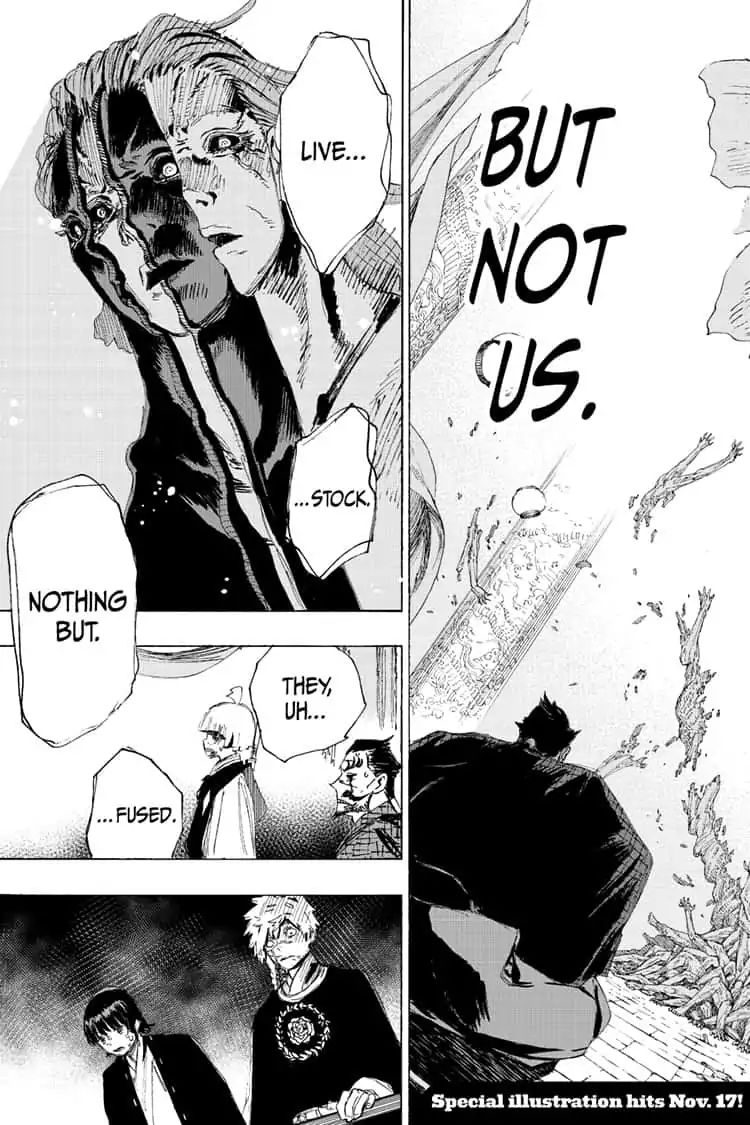 BUT
NOT
US.
Special illustration hits Nov. 17!
LIVE...
...STOCK.
NOTHING
BUT.
THEY,
UH...
...FUSED.